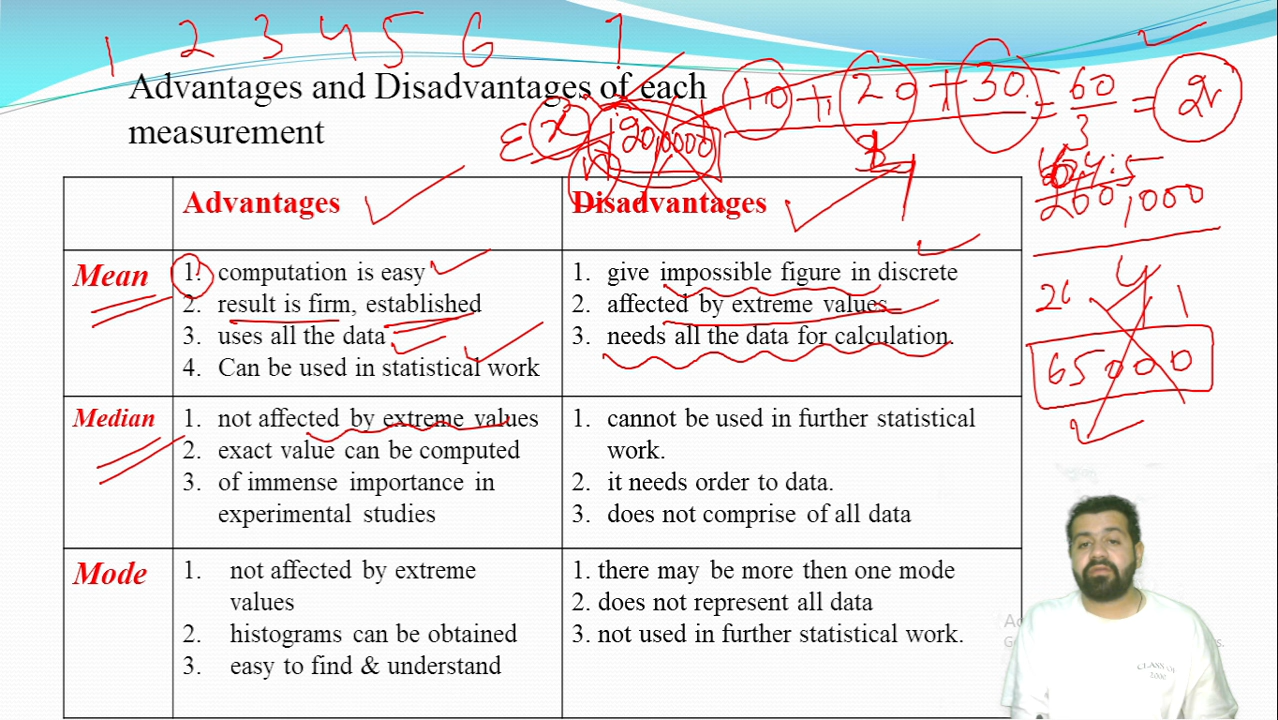 1 2 3 4 5 6 7
Advantages and Disadvantages of each
measurement
10 + 20 + 30 = 60
3
= 2
200,000
65000
Advantages
Disadvantages
Mean
1. computation is easy
2. result is firm, established
3. uses all the data
4. Can be used in statistical work
1. give impossible figure in discrete
2. affected by extreme values
3. needs all the data for calculation.
Median
1. not affected by extreme values
2. exact value can be computed
3. of immense importance in
experimental studies
1. cannot be used in further statistical
work.
2. it needs order to data.
3. does not comprise of all data
Mode
1. not affected by extreme
values
2. histograms can be obtained
3. easy to find & understand
1. there may be more then one mode
2. does not represent all data
3. not used in further statistical work.
CLASS OF
2000